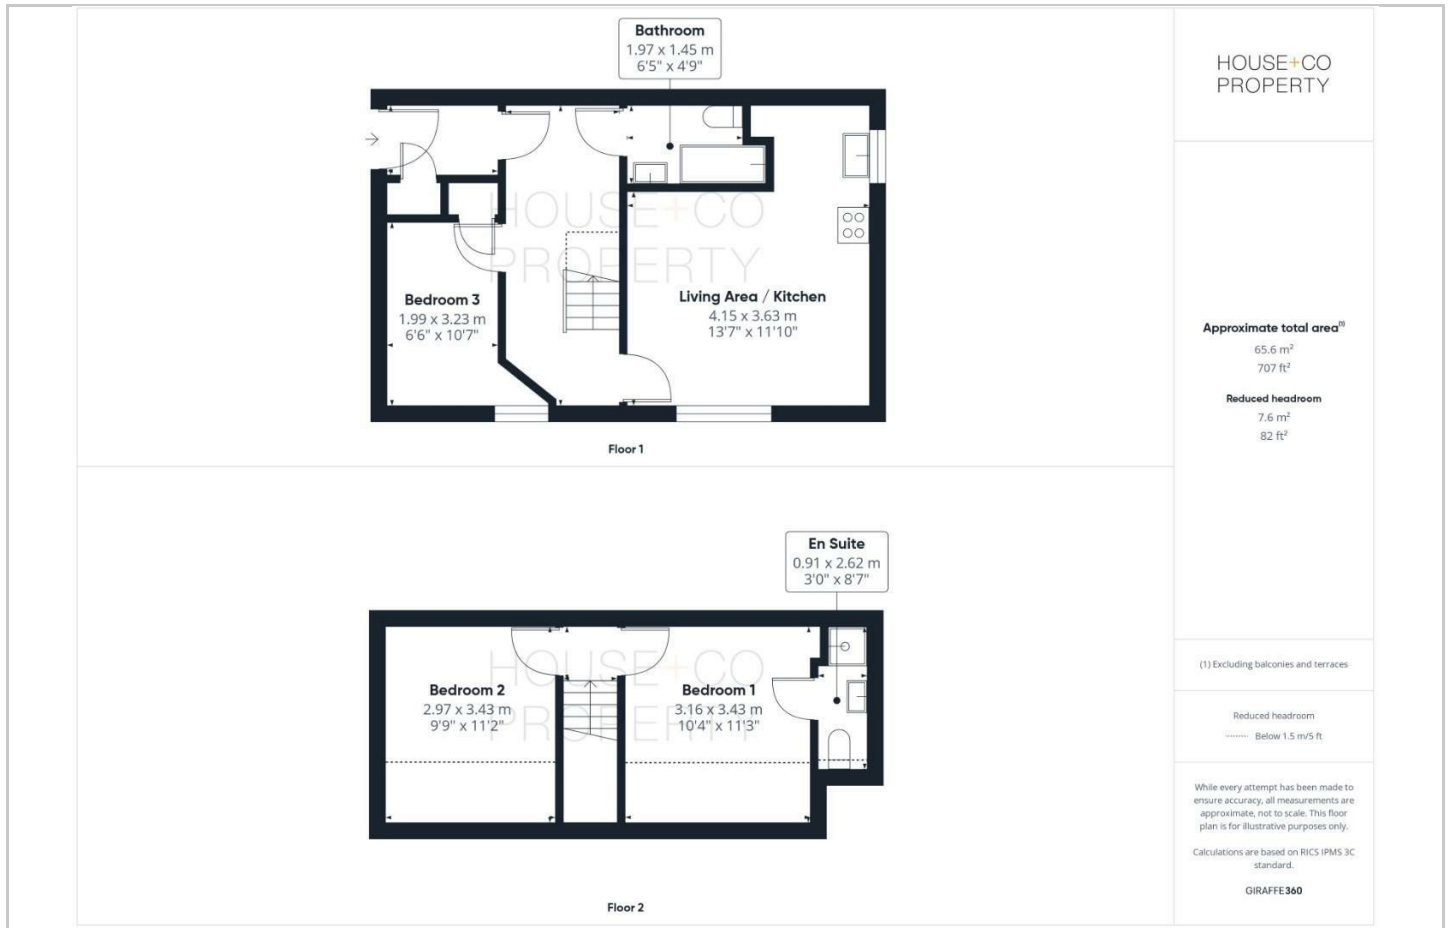 Bathroom
1.97 x 1.45 m
6'5" x 4'9"
HOUSE+CO
PROPERTY
Bedroom 3
1.99 x 3.23 m
6'6" x 10'7"
Living Area / Kitchen
4.15 x 3.63 m
13'7" x 11'10"
Floor 1
En Suite
0.91 x 2.62 m
3'0" x 8'7"
HOUSE+CO
PROPERTY
Bedroom 2
2.97 x 3.43 m
9'9" x 11'2"
Bedroom 1
3.16 x 3.43 m
10'4" x 11'3"
Floor 2
HOUSE+CO
PROPERTY
Approximate total area(1)
65.6 m²
707 ft²
Reduced headroom
7.6 m²
82 ft²
(1) Excluding balconies and terraces
Reduced headroom
Below 1.5 m/5 ft
While every attempt has been made to
ensure accuracy, all measurements are
approximate, not to scale. This floor
plan is for illustrative purposes only.
Calculations are based on RICS IPMS 3C
standard.
GIRAFFE360